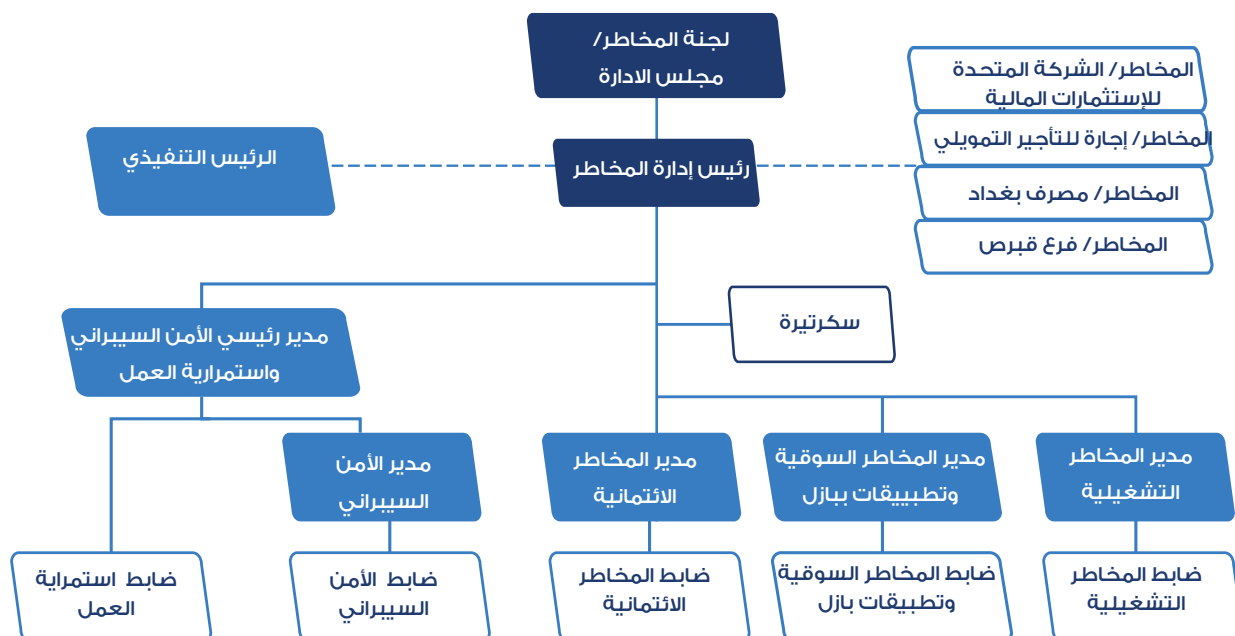 لجنة المخاطر/
مجلس الادارة
المخاطر/ الشركة المتحدة
للإستثمارات المالية
المخاطر/ إجارة للتأجير التمويلي
المخاطر/ مصرف بغداد
المخاطر/ فرع قبرص
رئيس إدارة المخاطر
الرئيس التنفيذي
سكرتيرة
مدير رئيسي الأمن السيبراني
واستمرارية العمل
مدير المخاطر
التشغيلية
مدير المخاطر السوقية
وتطبييقات ببازل
مدير المخاطر
الائتمانية
مدير الأمن
السيبراني
ضابط المخاطر
التشغيلية
ضابط المخاطر السوقية
وتطبيقات بازل
ضابط المخاطر
الائتمانية
ضابط الأمن
السيبراني
ضابط استمراية
العمل